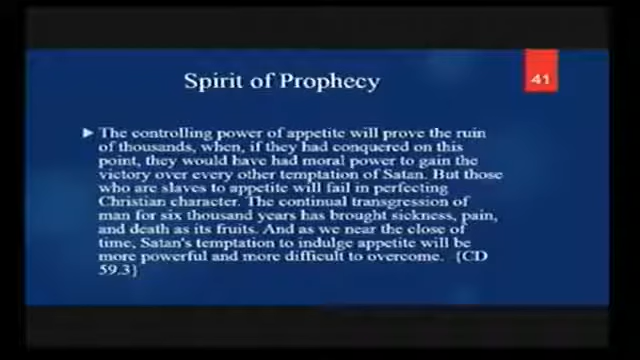 41
Spirit of Prophecy
The controlling power of appetite will prove the ruin
of thousands, when, if they had conquered on this
point, they would have had moral power to gain the
victory over every other temptation of Satan. But those
who are slaves to appetite will fail in perfecting
Christian character. The continual transgression of
man for six thousand years has brought sickness, pain,
and death as its fruits. And as we near the close of
time, Satan's temptation to indulge appetite will be
more powerful and more difficult to overcome. {CD
59.3}